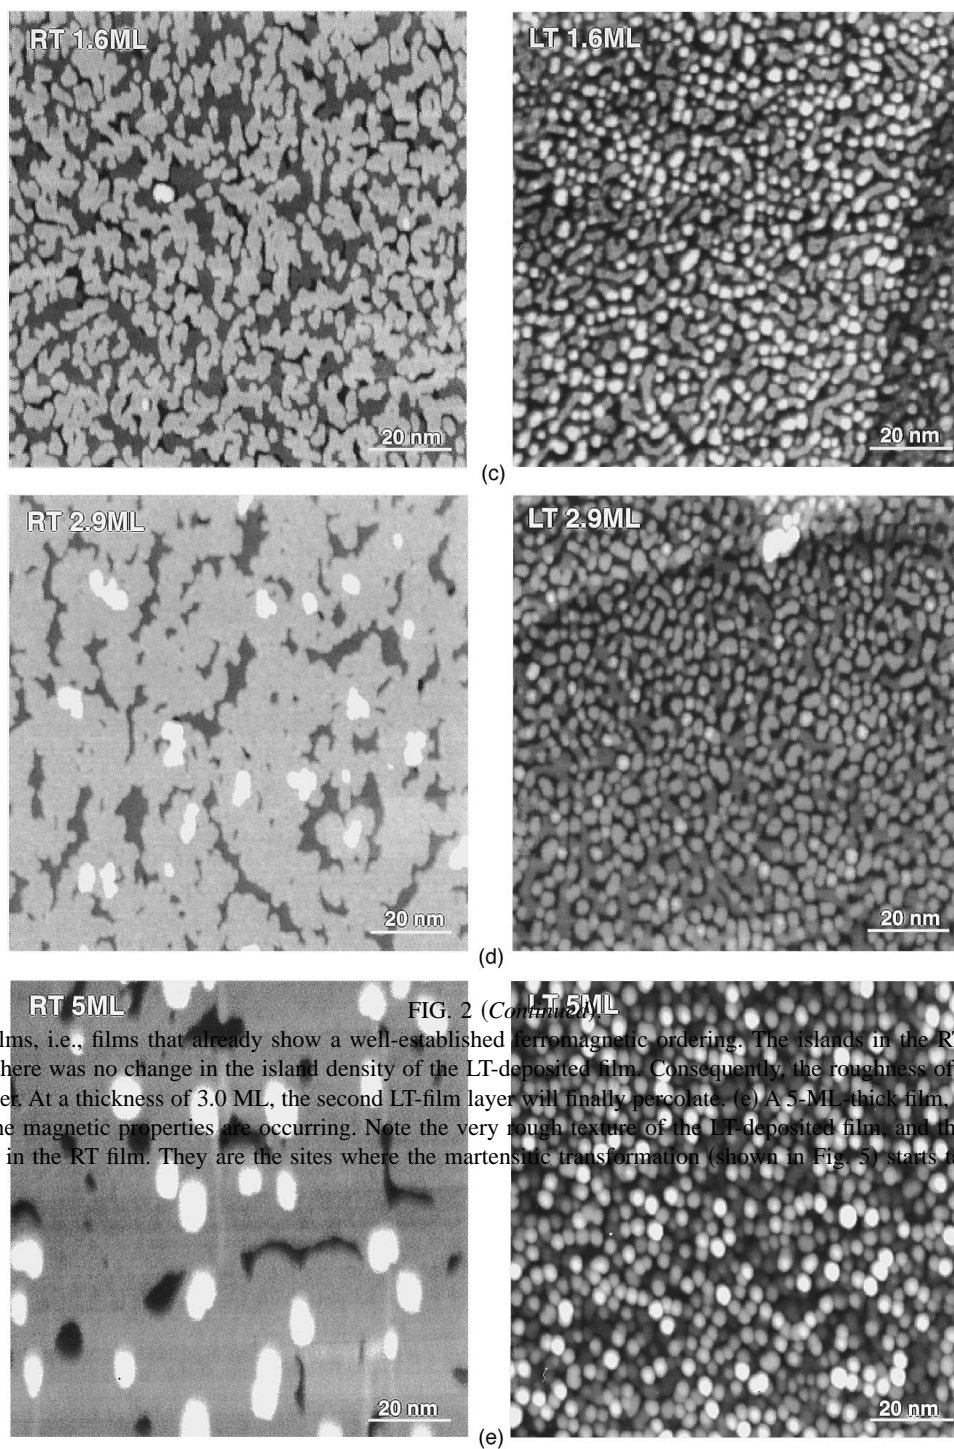 RT 1.6ML
LT 1.6ML
20 nm
20 nm
(c)
RT 2.9ML
LT 2.9ML
20 nm
20 nm
(d)
RT 5ML
LT 5ML
FIG. 2 (Continued).
lms, i.e., films that already show a well-established ferromagnetic ordering. The islands in the RT
here was no change in the island density of the LT-deposited film. Consequently, the roughness of
er. At a thickness of 3.0 ML, the second LT-film layer will finally percolate. (e) A 5-ML-thick film,
ne magnetic properties are occurring. Note the very rough texture of the LT-deposited film, and th
in the RT film. They are the sites where the martensitic transformation (shown in Fig. 5) starts ta
20 nm
20 nm
(e)